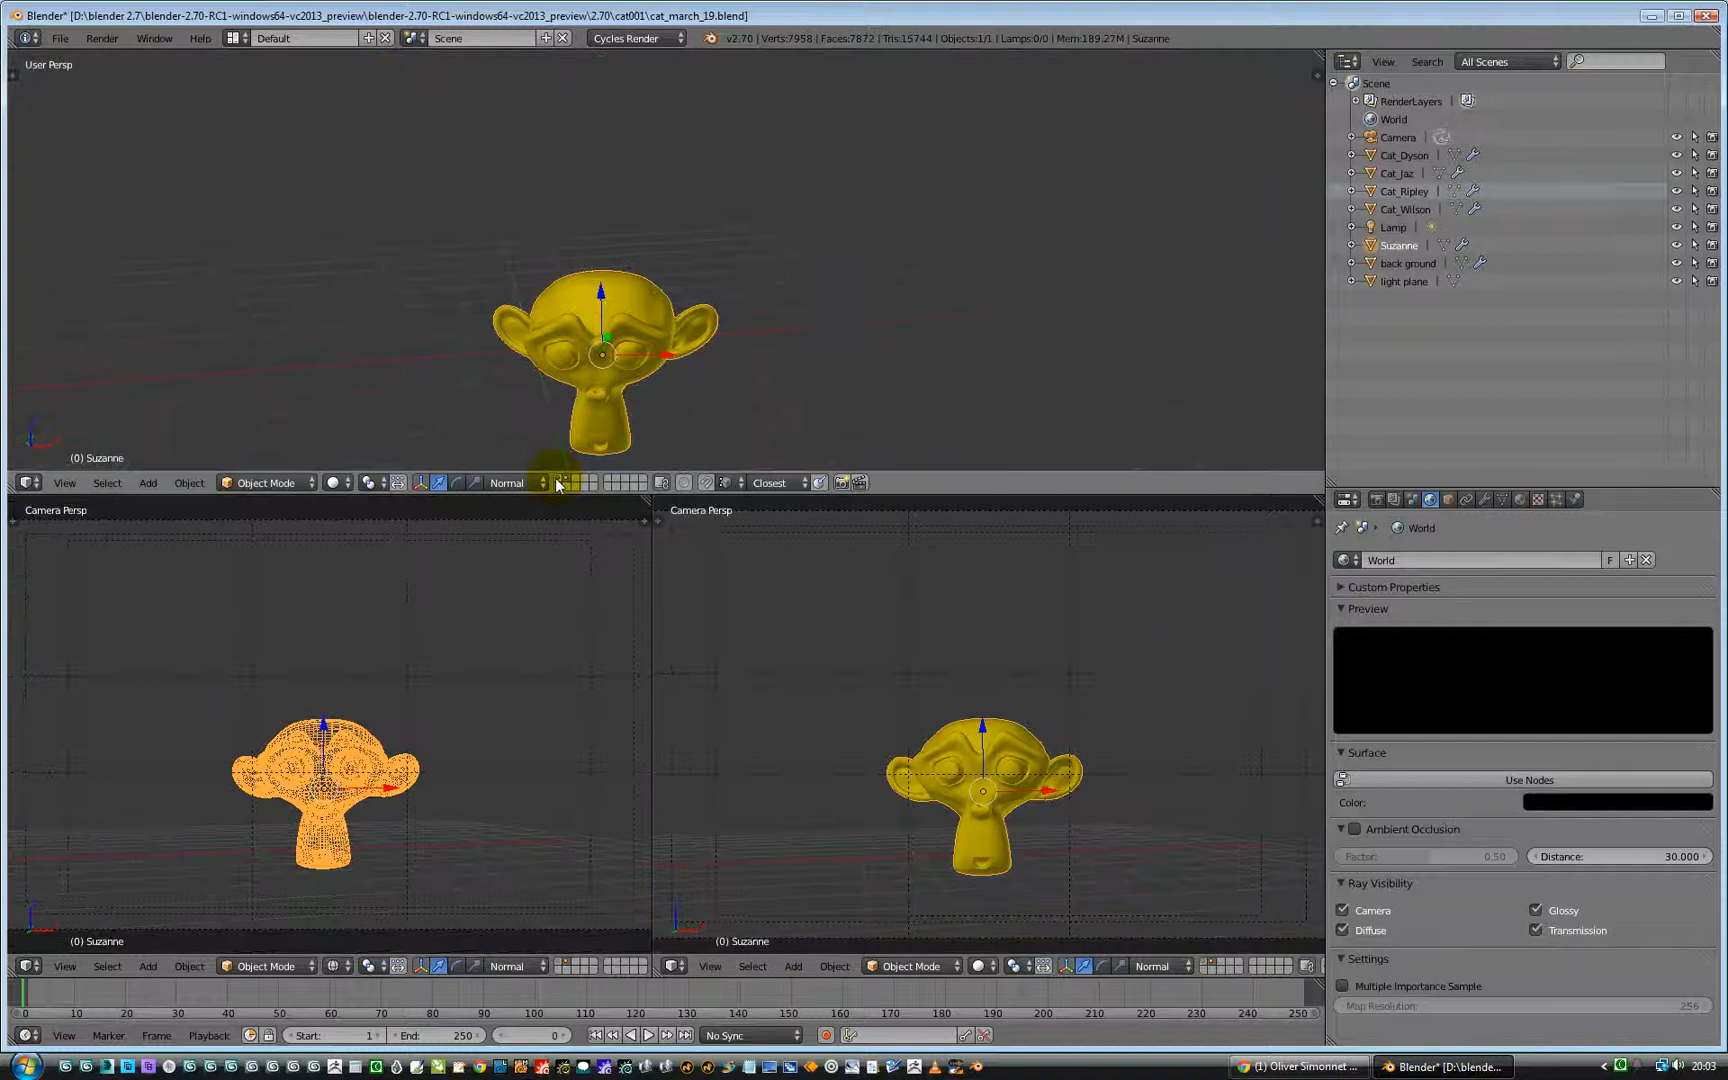 Blender* [D:\blender 2.7\blender-2.70-RC1-windows64-vc2013_preview\blender-2.70-RC1-windows64-vc2013_preview\2.70\cat001\cat_march_19.blend]
File Render Window Help Default Scene Cycles Render v2.70 | Verts:7958 | Faces:7872 | Tris:15744 | Objects:1/1 | Lamps:0/0 | Mem:189.27M | Suzanne
User Persp
(0) Suzanne
View Select Add Object Object Mode Normal Closest
Camera Persp
(0) Suzanne
View Select Add Object Object Mode Normal
Camera Persp
(0) Suzanne
View Select Add Object Object Mode Normal
0 10 20 30 40 50 60 70 80 90 100 110 120 130 140 150 160 170 180 190 200 210 220 230 240 250
View Marker Frame Playback Start: 1 End: 250 0 No Sync
View Search All Scenes
Scene
RenderLayers
World
Camera
Cat_Dyson
Cat_Jaz
Cat_Ripley
Cat_Wilson
Lamp
Suzanne
back ground
light plane
World
World F
Custom Properties
Preview
Surface
Use Nodes
Color:
Ambient Occlusion
Factor: 0.50 Distance: 30.000
Ray Visibility
Camera Glossy
Diffuse Transmission
Settings
Multiple Importance Sample
Map Resolution: 256
(1) Oliver Simonnet ... Blender* [D:\blende... 20:03